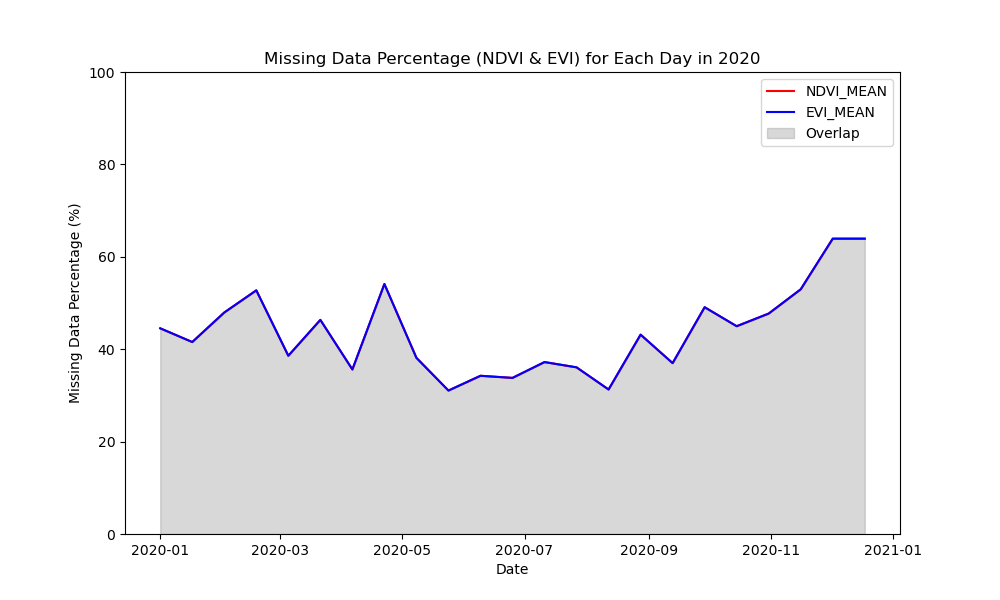 Missing Data Percentage (NDVI & EVI) for Each Day in 2020
NDVI_MEAN
EVI_MEAN
Overlap
Missing Data Percentage (%)
100
80
60
40
20
0
2020-01 2020-03 2020-05 2020-07 2020-09 2020-11 2021-01
Date